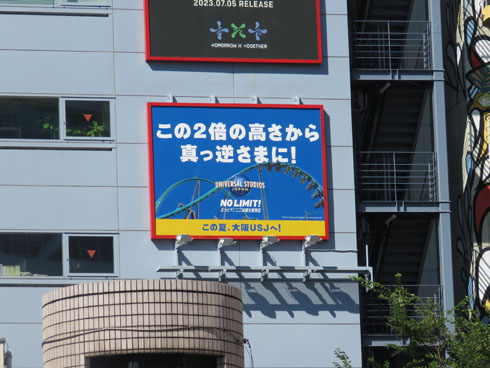 2023.07.05 RELEASE
TOMORROW X TOGETHER
この2倍の高さから
真っ逆さまに!
UNIVERSAL STUDIOS
JAPAN
NO LIMIT!
この夏、大阪USJへ!